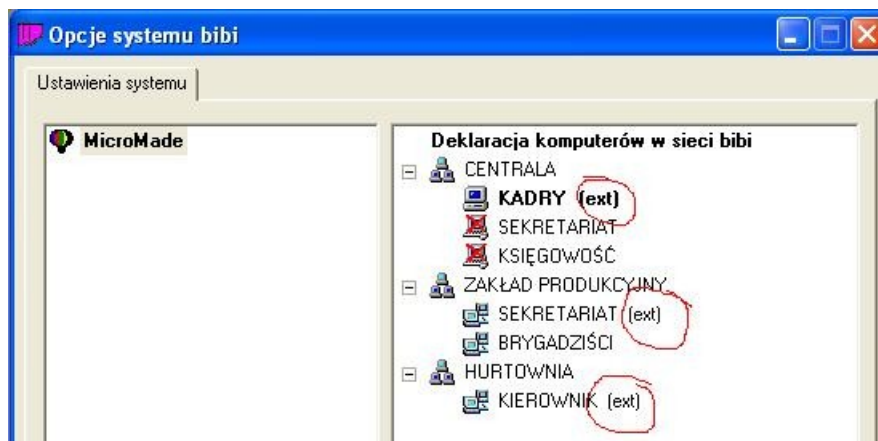 Opcje systemu bibi
Ustawienia systemu
MicroMade
Deklaracja komputerów w sieci bibi
CENTRALA
KADRY (ext)
SEKRETARIAT
KSIĘGOWOŚĆ
ZAKŁAD PRODUKCYJNY
SEKRETARIAT (ext)
BRYGADZIŚCI
HURTOWNIA
KIEROWNIK (ext)